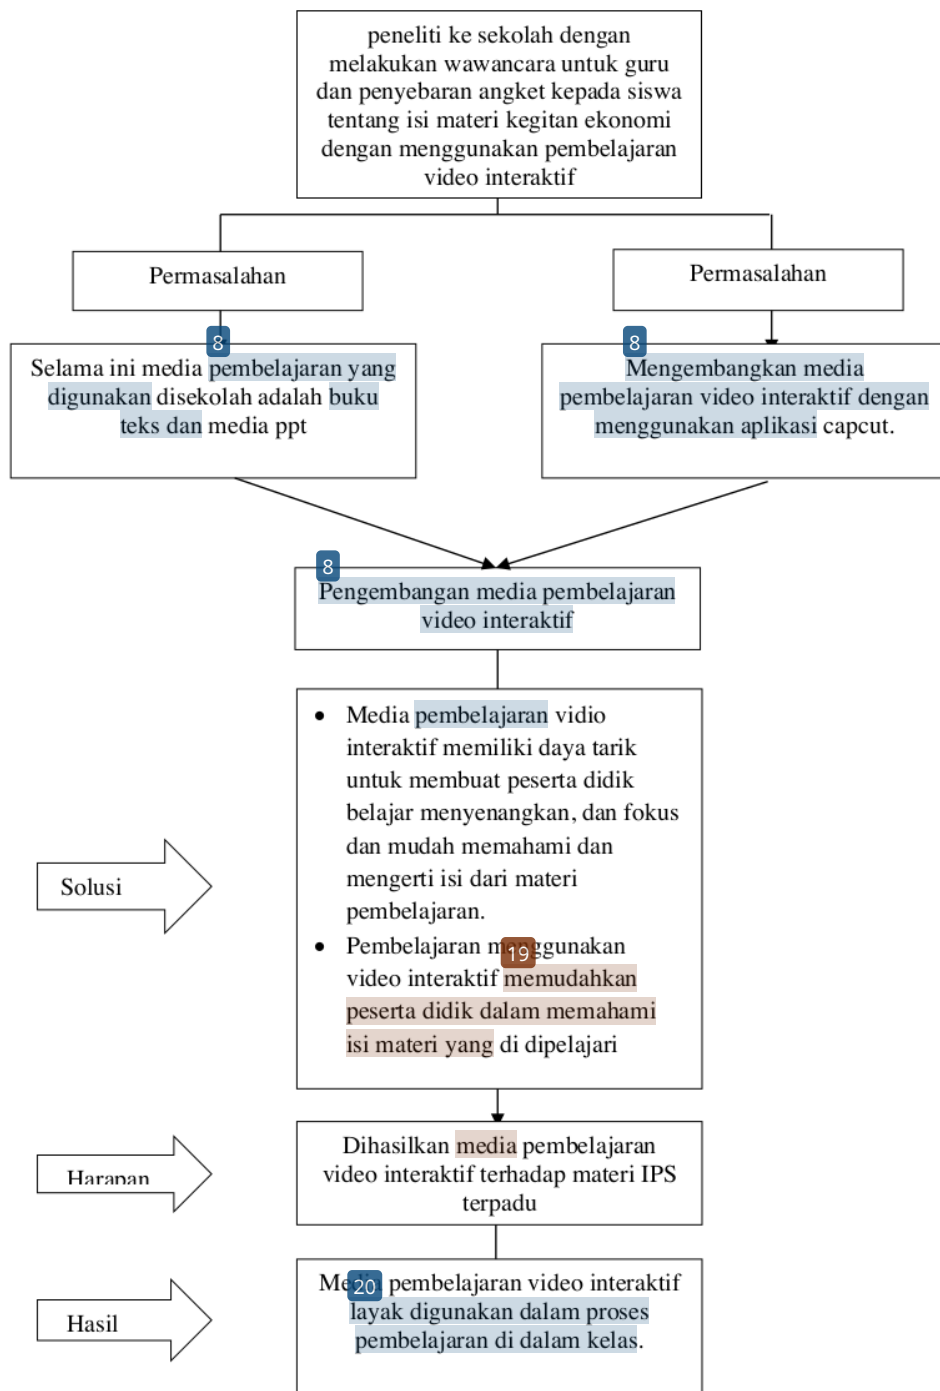 peneliti ke sekolah dengan
melakukan wawancara untuk guru
dan penyebaran angket kepada siswa
tentang isi materi kegitan ekonomi
dengan menggunakan pembelajaran
video interaktif
Permasalahan
Permasalahan
8
Selama ini media pembelajaran yang
digunakan disekolah adalah buku
teks dan media ppt
8
Mengembangkan media
pembelajaran video interaktif dengan
menggunakan aplikasi capcut.
8
Pengembangan media pembelajaran
video interaktif
• Media pembelajaran vidio
interaktif memiliki daya tarik
untuk membuat peserta didik
belajar menyenangkan, dan fokus
dan mudah memahami dan
mengerti isi dari materi
pembelajaran.
Solusi
• Pembelajaran menggunakan
19
video interaktif memudahkan
peserta didik dalam memahami
isi materi yang di dipelajari
Harapan
Dihasilkan media pembelajaran
video interaktif terhadap materi IPS
terpadu
Hasil
Media pembelajaran video interaktif
20
layak digunakan dalam proses
pembelajaran di dalam kelas.